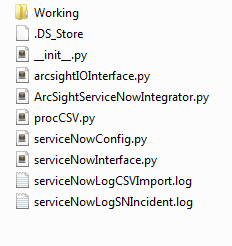 Working
.DS_Store
__init__.py
arcsightIOInterface.py
ArcSightServiceNowIntegrator.py
procCSV.py
serviceNowConfig.py
serviceNowInterface.py
serviceNowLogCSVImport.log
serviceNowLogSNIncident.log